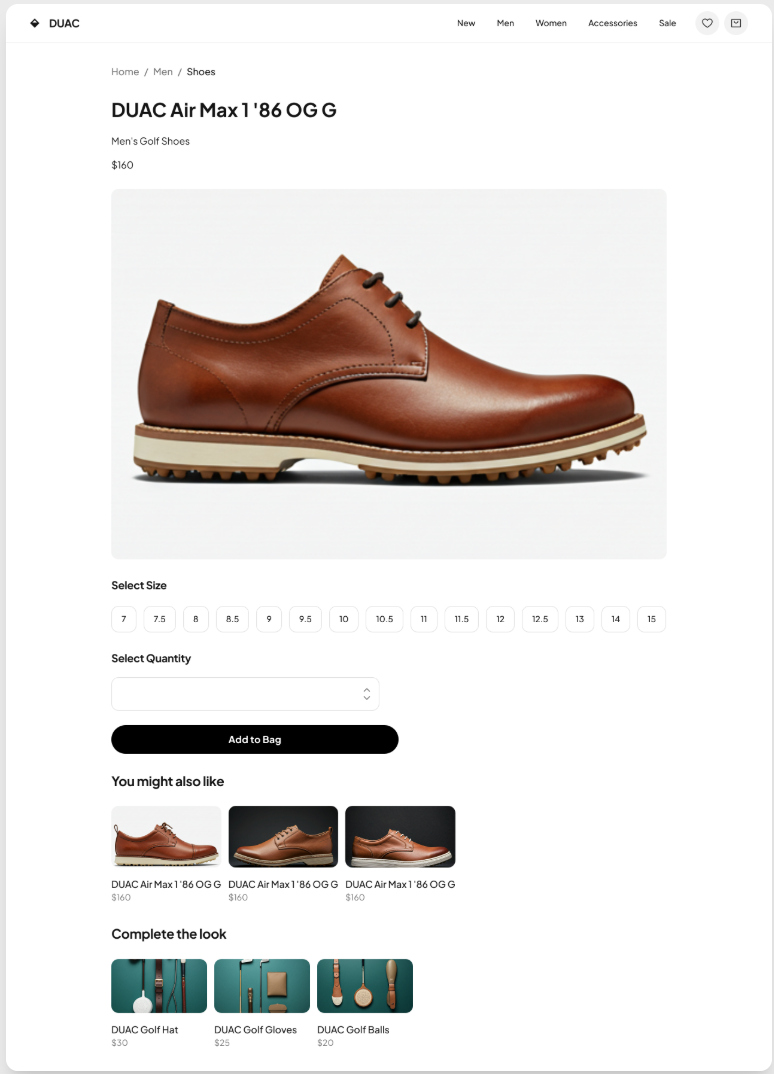 DUAC New Men Women Accessories Sale
Home / Men / Shoes
DUAC Air Max 1 '86 OG G
Men's Golf Shoes
$160
Select Size
7 7.5 8 8.5 9 9.5 10 10.5 11 11.5 12 12.5 13 14 15
Select Quantity
Add to Bag
You might also like
DUAC Air Max 1 '86 OG G DUAC Air Max 1 '86 OG G DUAC Air Max 1 '86 OG G
$160 $160 $160
Complete the look
DUAC Golf Hat DUAC Golf Gloves DUAC Golf Balls
$30 $25 $20